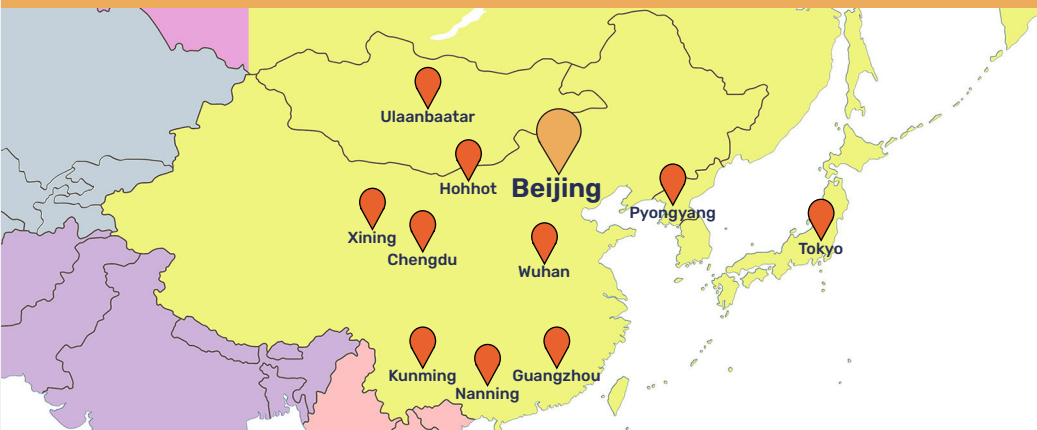 Ulaanbaatar
Hohhot
Beijing
Pyongyang
Xining
Chengdu
Wuhan
Tokyo
Kunming
Nanning
Guangzhou